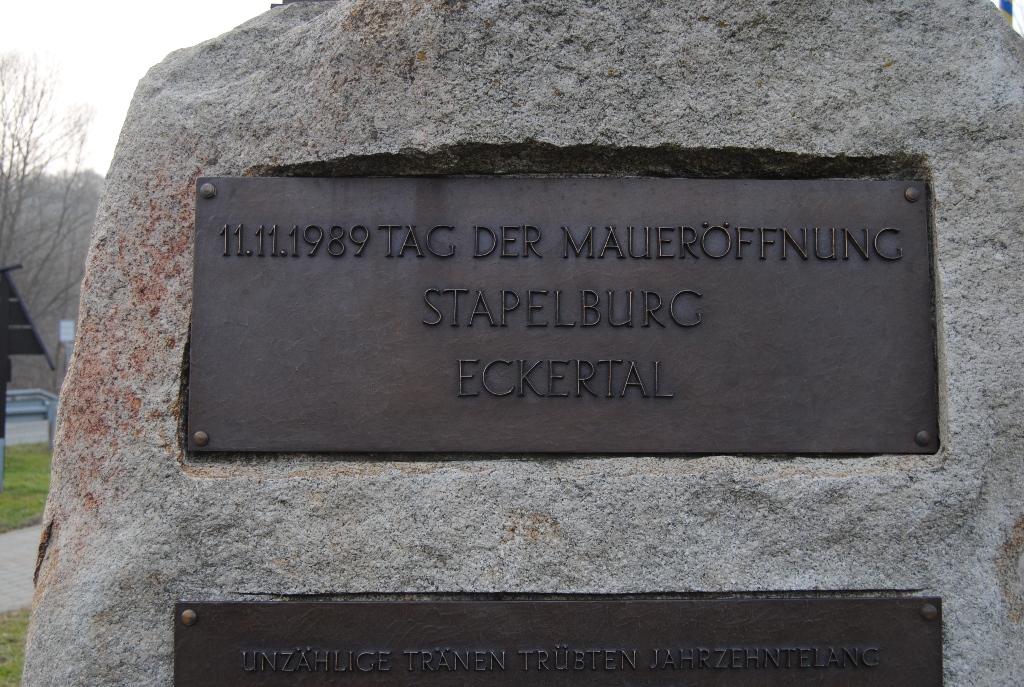 11.11.1989 TAG DER MAUERÖFFNUNG
STAPELBURG
ECKERTAL
UNZÄHLIGE TRÄNEN TRÜBTEN JAHRZEHNTELANG